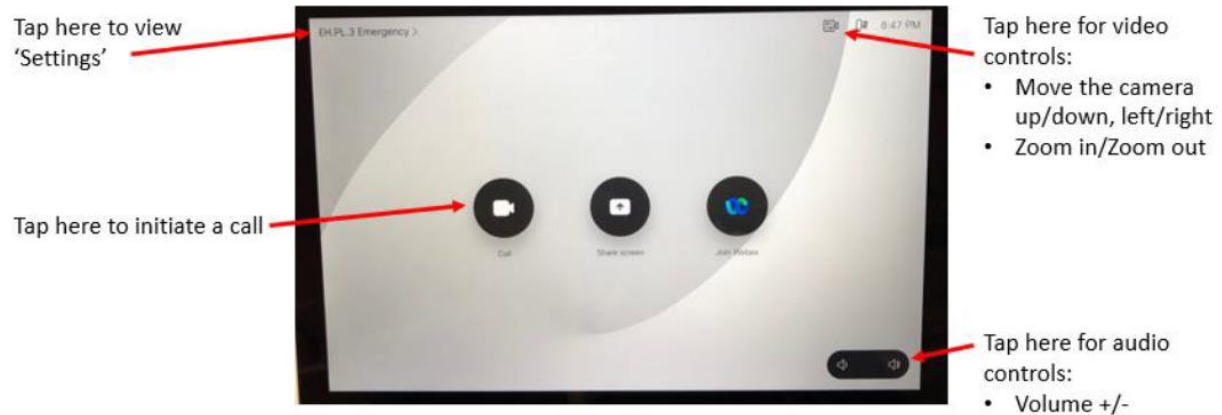 Tap here to view
‘Settings’
EH.PL.3 Emergency >
8:47 PM
Tap here for video
controls:
• Move the camera
up/down, left/right
• Zoom in/Zoom out
Tap here to initiate a call
Call
Share screen
Join Webex
Tap here for audio
controls:
• Volume +/-